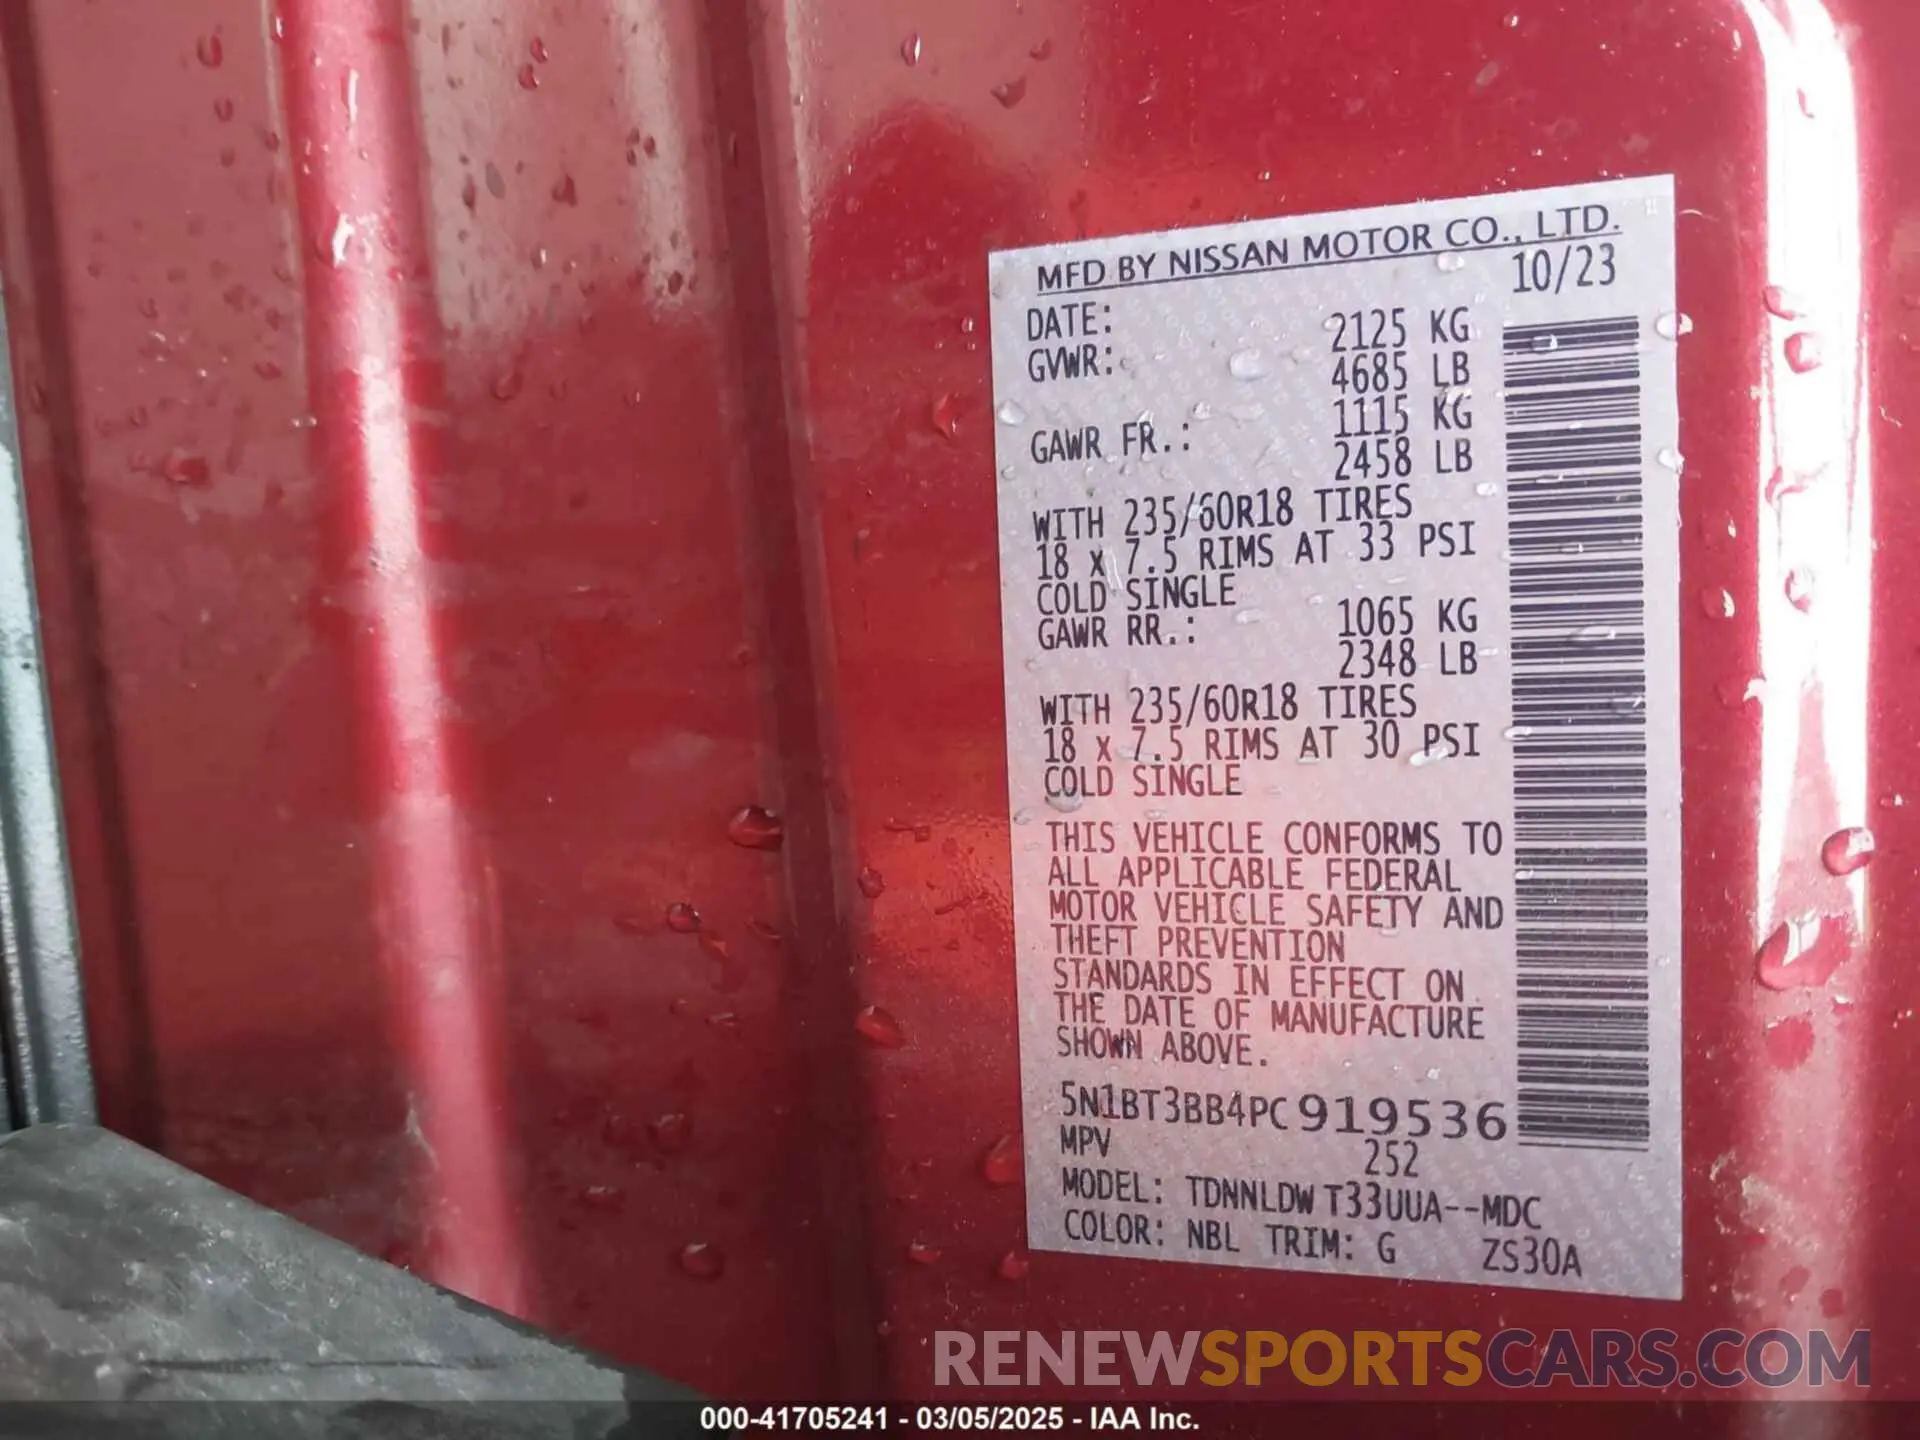 MFD BY NISSAN MOTOR CO., LTD.
DATE: 10/23
GVWR: 2125 KG
4685 LB
GAWR FR.: 1115 KG
2458 LB
WITH 235/60R18 TIRES
18 x 7.5 RIMS AT 33 PSI
COLD SINGLE
GAWR RR.: 1065 KG
2348 LB
WITH 235/60R18 TIRES
18 x 7.5 RIMS AT 30 PSI
COLD SINGLE
THIS VEHICLE CONFORMS TO
ALL APPLICABLE FEDERAL
MOTOR VEHICLE SAFETY AND
THEFT PREVENTION
STANDARDS IN EFFECT ON
THE DATE OF MANUFACTURE
SHOWN ABOVE.
5N1BT3BB4PC919536
MPV 252
MODEL: TDNNLDW T33UUA--MDC
COLOR: NBL TRIM: G ZS30A
RENEWSPORTSCARS.COM
000-41705241 - 03/05/2025 - IAA Inc.